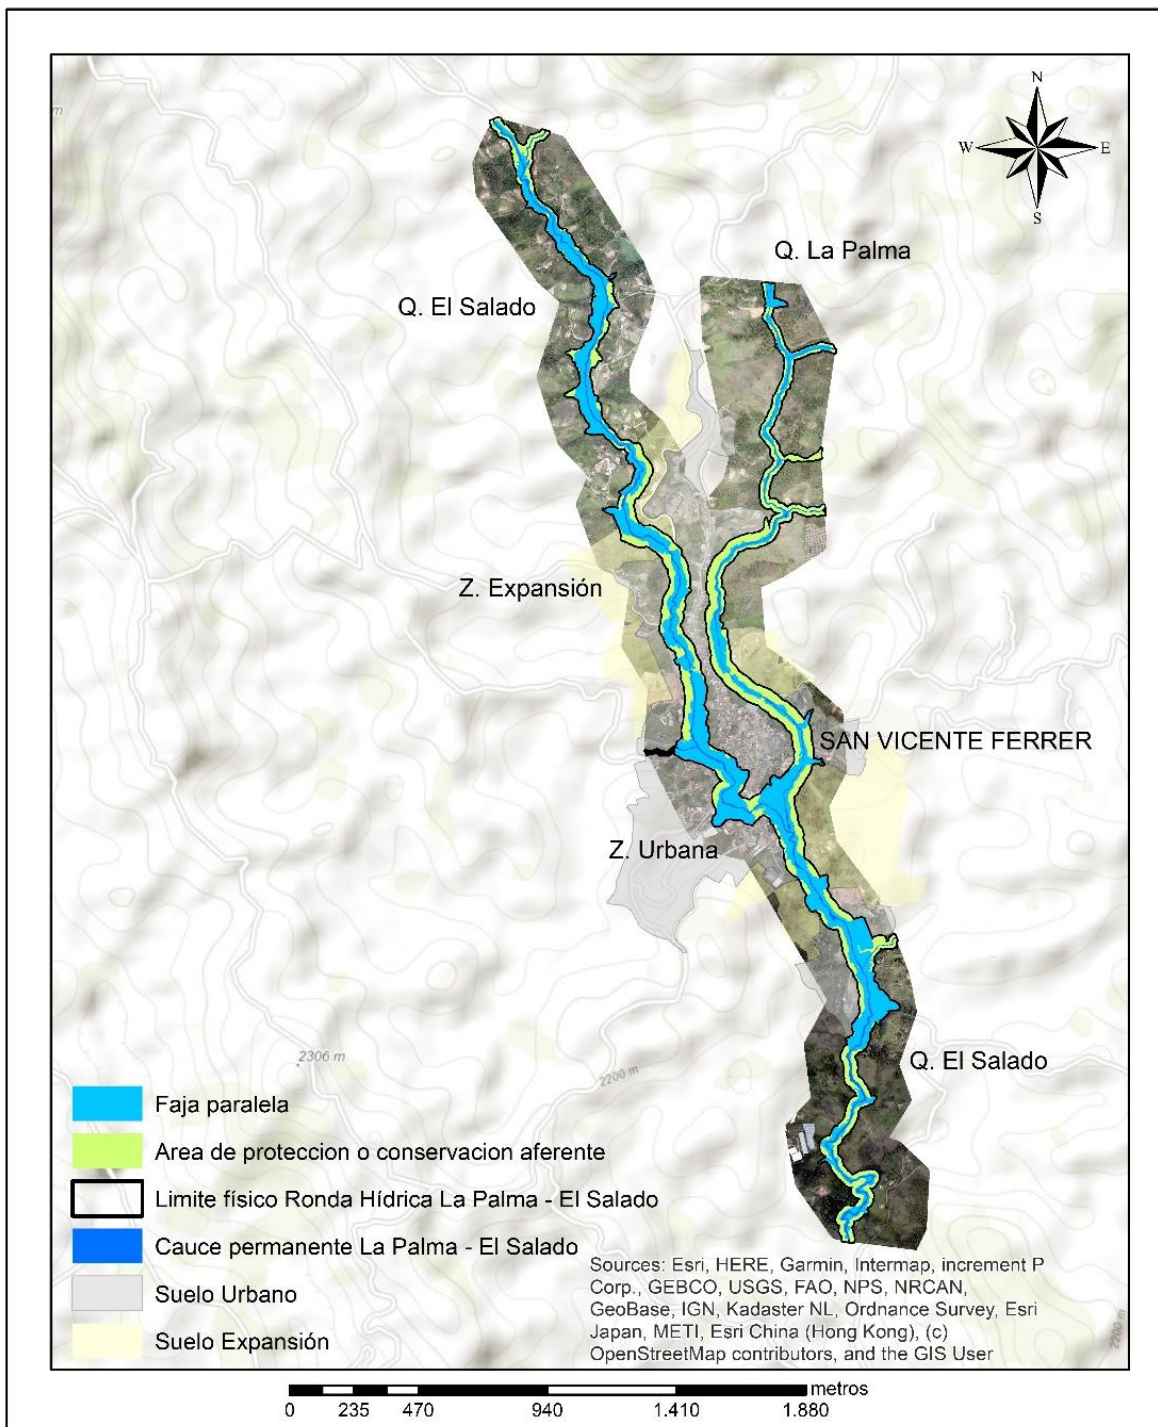 N
W E
S
Q. La Palma
Q. El Salado
Z. Expansión
SAN VICENTE FERRER
Z. Urbana
2306 m
2200 m
Q. El Salado
Faja paralela
Area de proteccion o conservacion aferente
Limite físico Ronda Hídrica La Palma - El Salado
Cauce permanente La Palma - El Salado
Suelo Urbano
Suelo Expansión
Sources: Esri, HERE, Garmin, Intermap, increment P
Corp., GEBCO, USGS, FAO, NPS, NRCAN,
GeoBase, IGN, Kadaster NL, Ordnance Survey, Esri
Japan, METI, Esri China (Hong Kong), (c)
OpenStreetMap contributors, and the GIS User
2200 m
metros
0 235 470 940 1.410 1.880